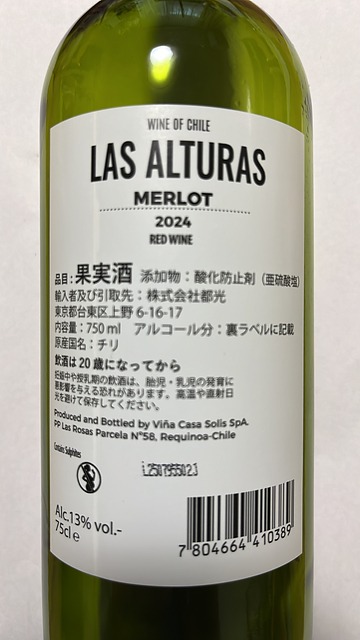 WINE OF CHILE
LAS ALTURAS
MERLOT
2024
RED WINE
品目：果実酒 添加物：酸化防止剤（亜硫酸塩）
輸入者及び引取先：株式会社都光
東京都台東区上野 6-16-17
内容量：750 ml アルコール分：裏ラベルに記載
原産国名：チリ
飲酒は 20 歳になってから
妊娠中や授乳期の飲酒は、胎児・乳児の発育に
悪影響を与える恐れがあります。高温や直射日
光を避けて保存してください。
Produced and Bottled by Viña Casa Solis SpA.
PP Las Rosas Parcela N°58, Requinoa-Chile
Contains Sulphites
Alc.13% vol.-
75cl e
7 804664 410389